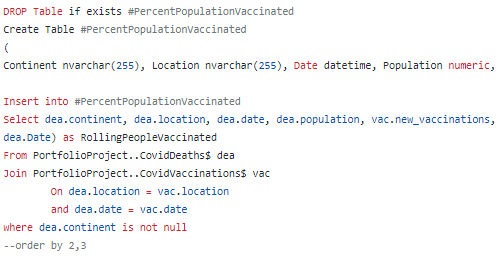 DROP Table if exists #PercentPopulationVaccinated
Create Table #PercentPopulationVaccinated
(
Continent nvarchar(255), Location nvarchar(255), Date datetime, Population numeric,
Insert into #PercentPopulationVaccinated
Select dea.continent, dea.location, dea.date, dea.population, vac.new_vaccinations,
dea.Date) as RollingPeopleVaccinated
From PortfolioProject..CovidDeaths$ dea
Join PortfolioProject..CovidVaccinations$ vac
On dea.location = vac.location
and dea.date = vac.date
where dea.continent is not null
--order by 2,3